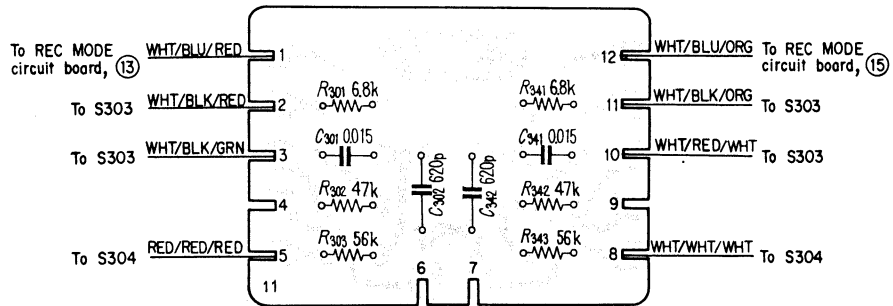 To REC MODE
circuit board, ⑬
WHT/BLU/RED
1
To S303
WHT/BLK/RED
2
To S303
WHT/BLK/GRN
3
4
To S304
RED/RED/RED
5
11
R301 6.8k
C301 0.015
R302 47k
R303 56k
C302 620p
C342 620p
R341 6.8k
C341 0.015
R342 47k
R343 56k
6
7
12
WHT/BLU/ORG
To REC MODE
circuit board, ⑮
11
WHT/BLK/ORG
To S303
10
WHT/RED/WHT
To S303
9
8
WHT/WHT/WHT
To S304